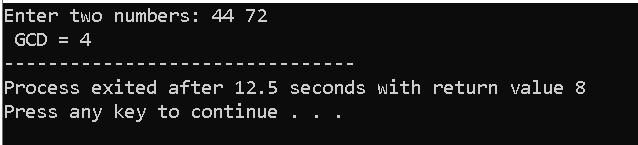 Enter two numbers: 44 72
GCD = 4
--------------------------------
Process exited after 12.5 seconds with return value 8
Press any key to continue . . .